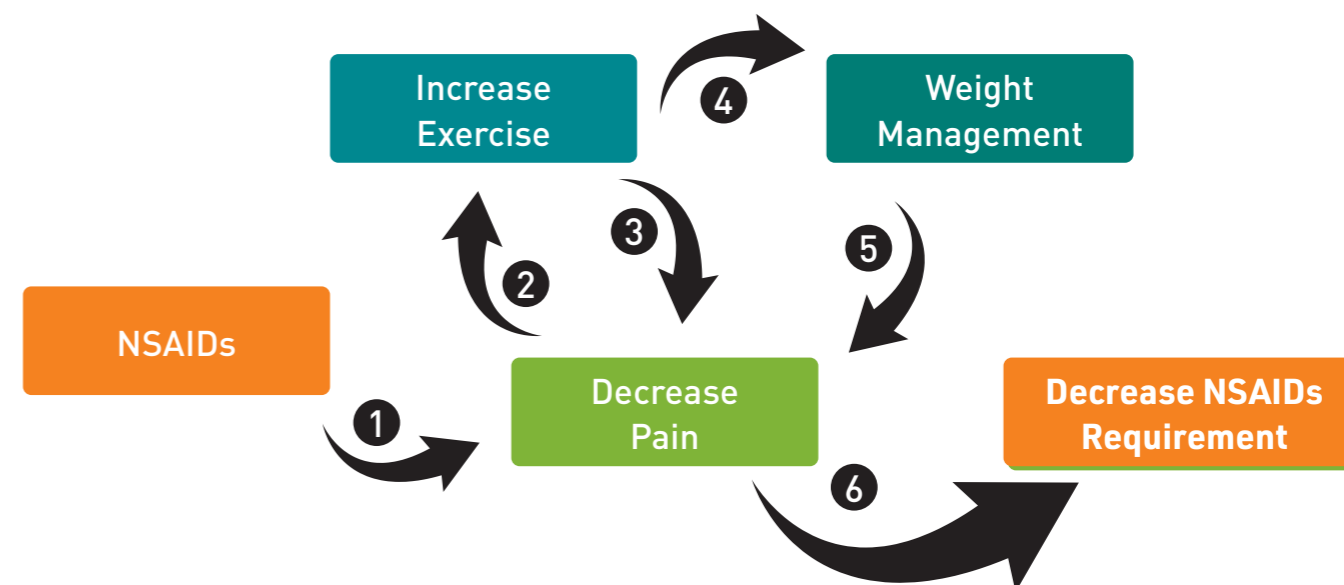 Increase
Exercise
4
Weight
Management
3
5
2
NSAIDs
1
Decrease
Pain
Decrease NSAIDs
Requirement
6